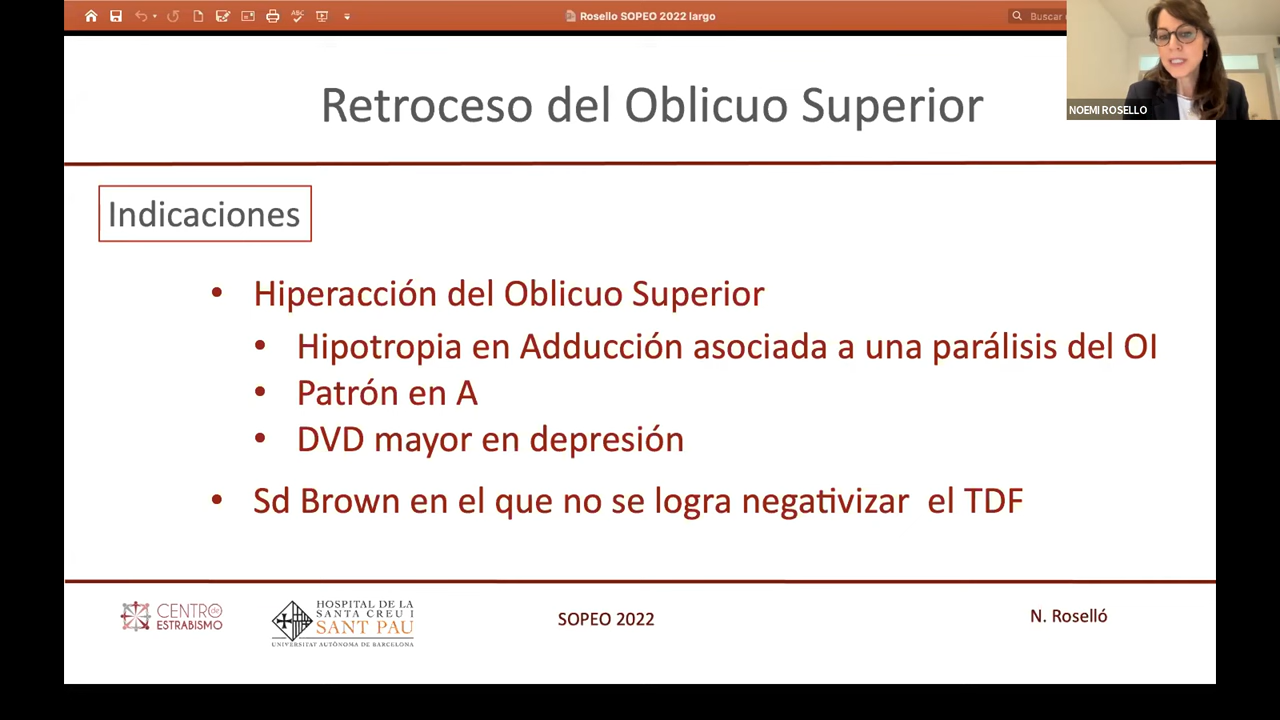 Rosello SOPEO 2022 largo
Buscar
ABC
NOEMI ROSELLO
Retroceso del Oblicuo Superior
Indicaciones
• Hiperacción del Oblicuo Superior
• Hipotropia en Adducción asociada a una parálisis del OI
• Patrón en A
• DVD mayor en depresión
• Sd Brown en el que no se logra negativizar el TDF
CENTRO de
ESTRABISMO
HOSPITAL DE LA
SANTA CREU I
SANT PAU
UNIVERSITAT AUTÒNOMA DE BARCELONA
SOPEO 2022
N. Roselló